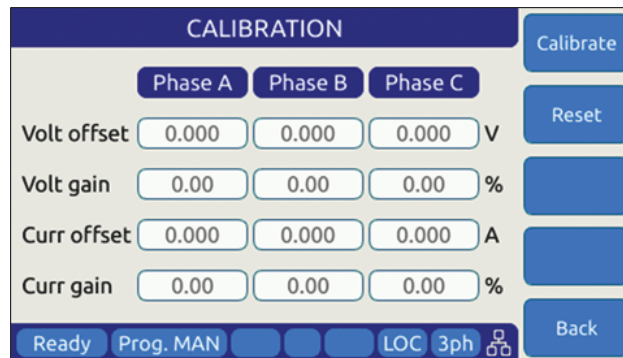 CALIBRATION
Calibrate
Phase A Phase B Phase C
Reset
Volt offset 0.000 0.000 0.000 V
Volt gain 0.00 0.00 0.00 %
Curr offset 0.000 0.000 0.000 A
Curr gain 0.00 0.00 0.00 %
Back
Ready Prog. MAN LOC 3ph